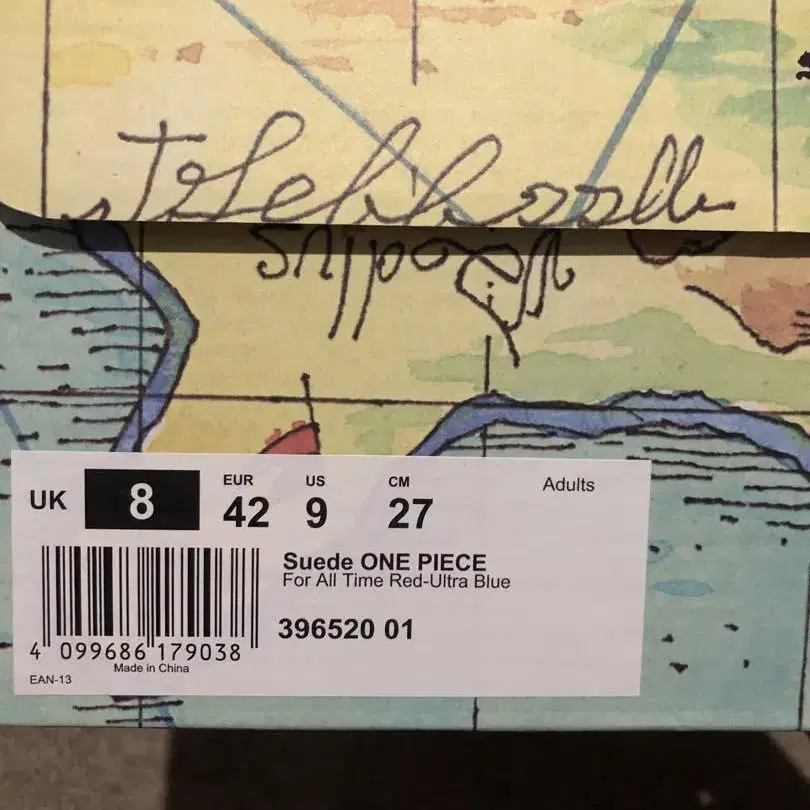 UK 8 EUR 42 US 9 CM 27 Adults
Suede ONE PIECE
For All Time Red-Ultra Blue
396520 01
4 099686 179038
Made in China
EAN-13